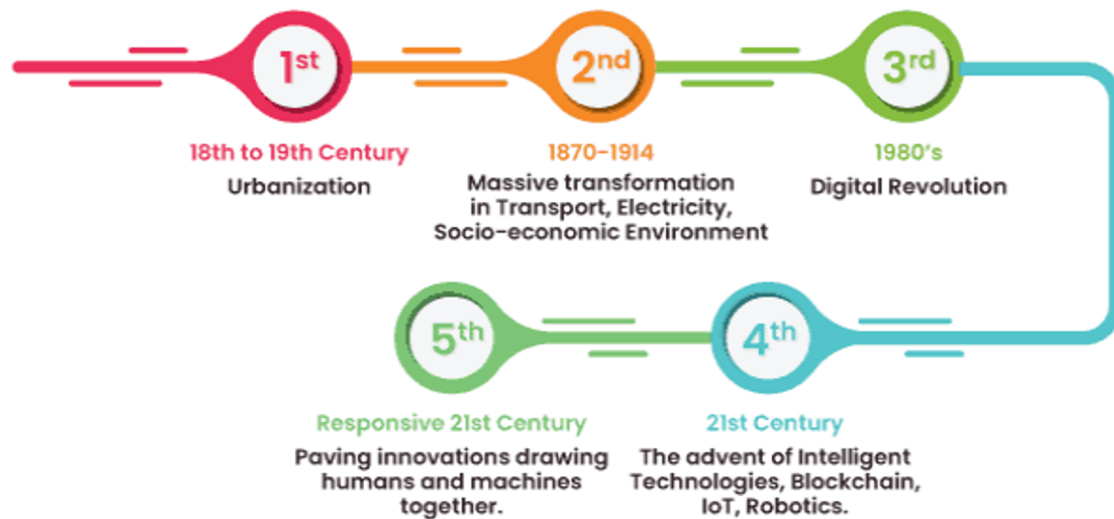 1st
18th to 19th Century
Urbanization
2nd
1870-1914
Massive transformation
in Transport, Electricity,
Socio-economic Environment
3rd
1980's
Digital Revolution
4th
21st Century
The advent of Intelligent
Technologies, Blockchain,
IoT, Robotics.
5th
Responsive 21st Century
Paving innovations drawing
humans and machines
together.